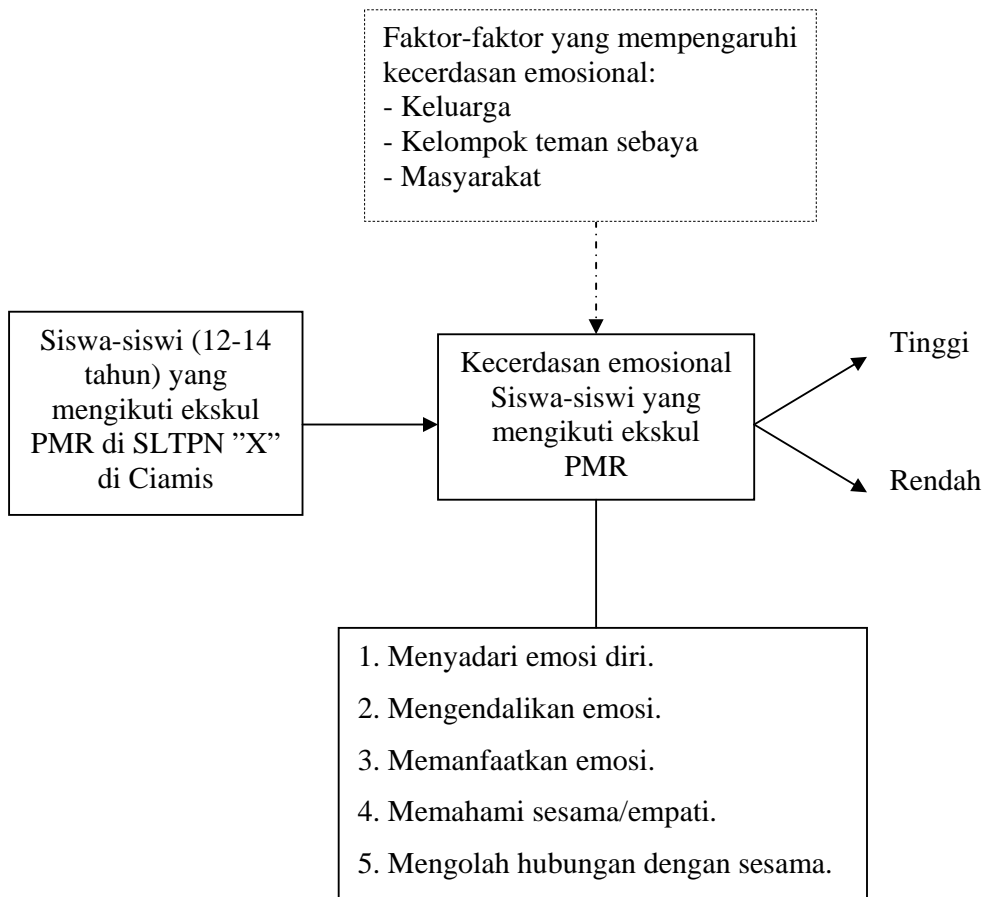 Faktor-faktor yang mempengaruhi
kecerdasan emosional:
- Keluarga
- Kelompok teman sebaya
- Masyarakat
Siswa-siswi (12-14
tahun) yang
mengikuti ekskul
PMR di SLTPN ”X”
di Ciamis
Kecerdasan emosional
Siswa-siswi yang
mengikuti ekskul
PMR
Tinggi
Rendah
1. Menyadari emosi diri.
2. Mengendalikan emosi.
3. Memanfaatkan emosi.
4. Memahami sesama/empati.
5. Mengolah hubungan dengan sesama.